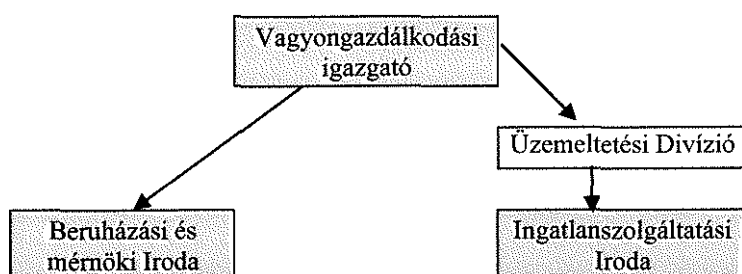 Vagyongazdálkodási
igazgató
Üzemeltetési Divízió
Beruházási és
mérnöki Iroda
Ingatlanszolgáltatási
Iroda